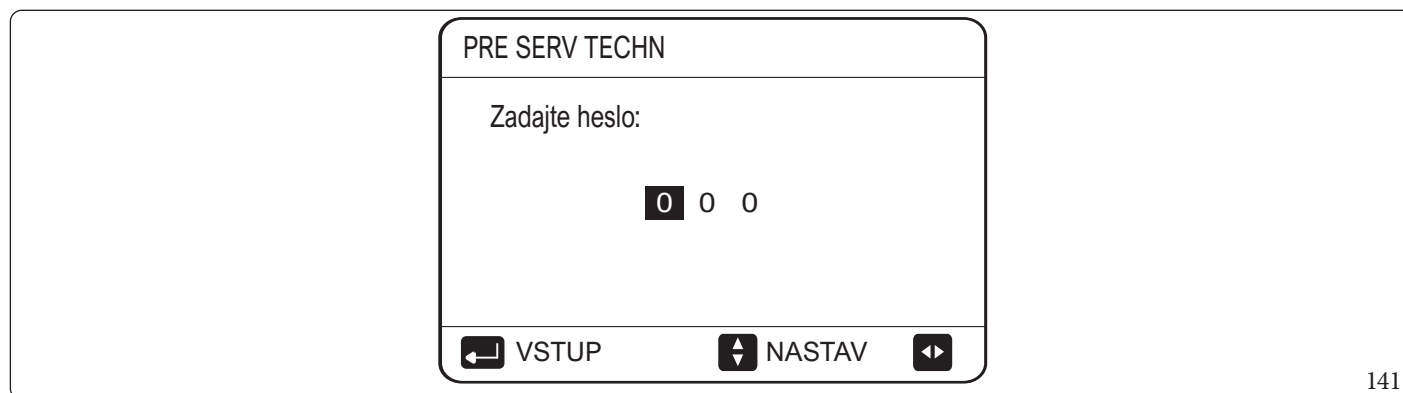 PRE SERV TECHN
Zadajte heslo:
0 0 0
VSTUP NASTAV
141